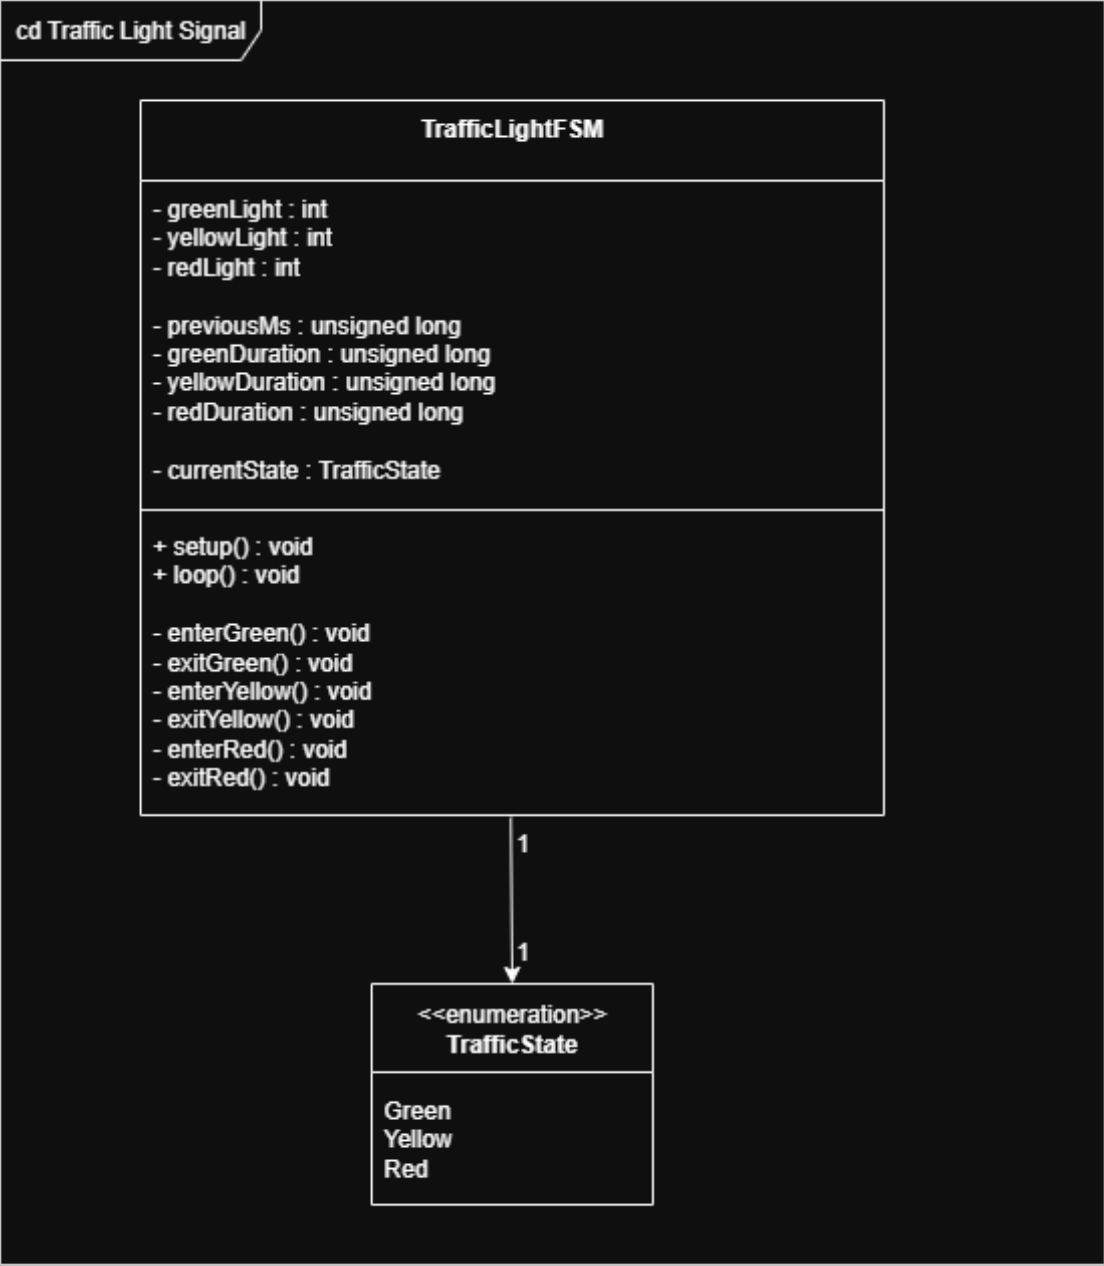 cd Traffic Light Signal
TrafficLightFSM
- greenLight : int
- yellowLight : int
- redLight : int
- previousMs : unsigned long
- greenDuration : unsigned long
- yellowDuration : unsigned long
- redDuration : unsigned long
- currentState : TrafficState
+ setup() : void
+ loop() : void
- enterGreen() : void
- exitGreen() : void
- enterYellow() : void
- exitYellow() : void
- enterRed() : void
- exitRed() : void
1
1
<<enumeration>>
TrafficState
Green
Yellow
Red